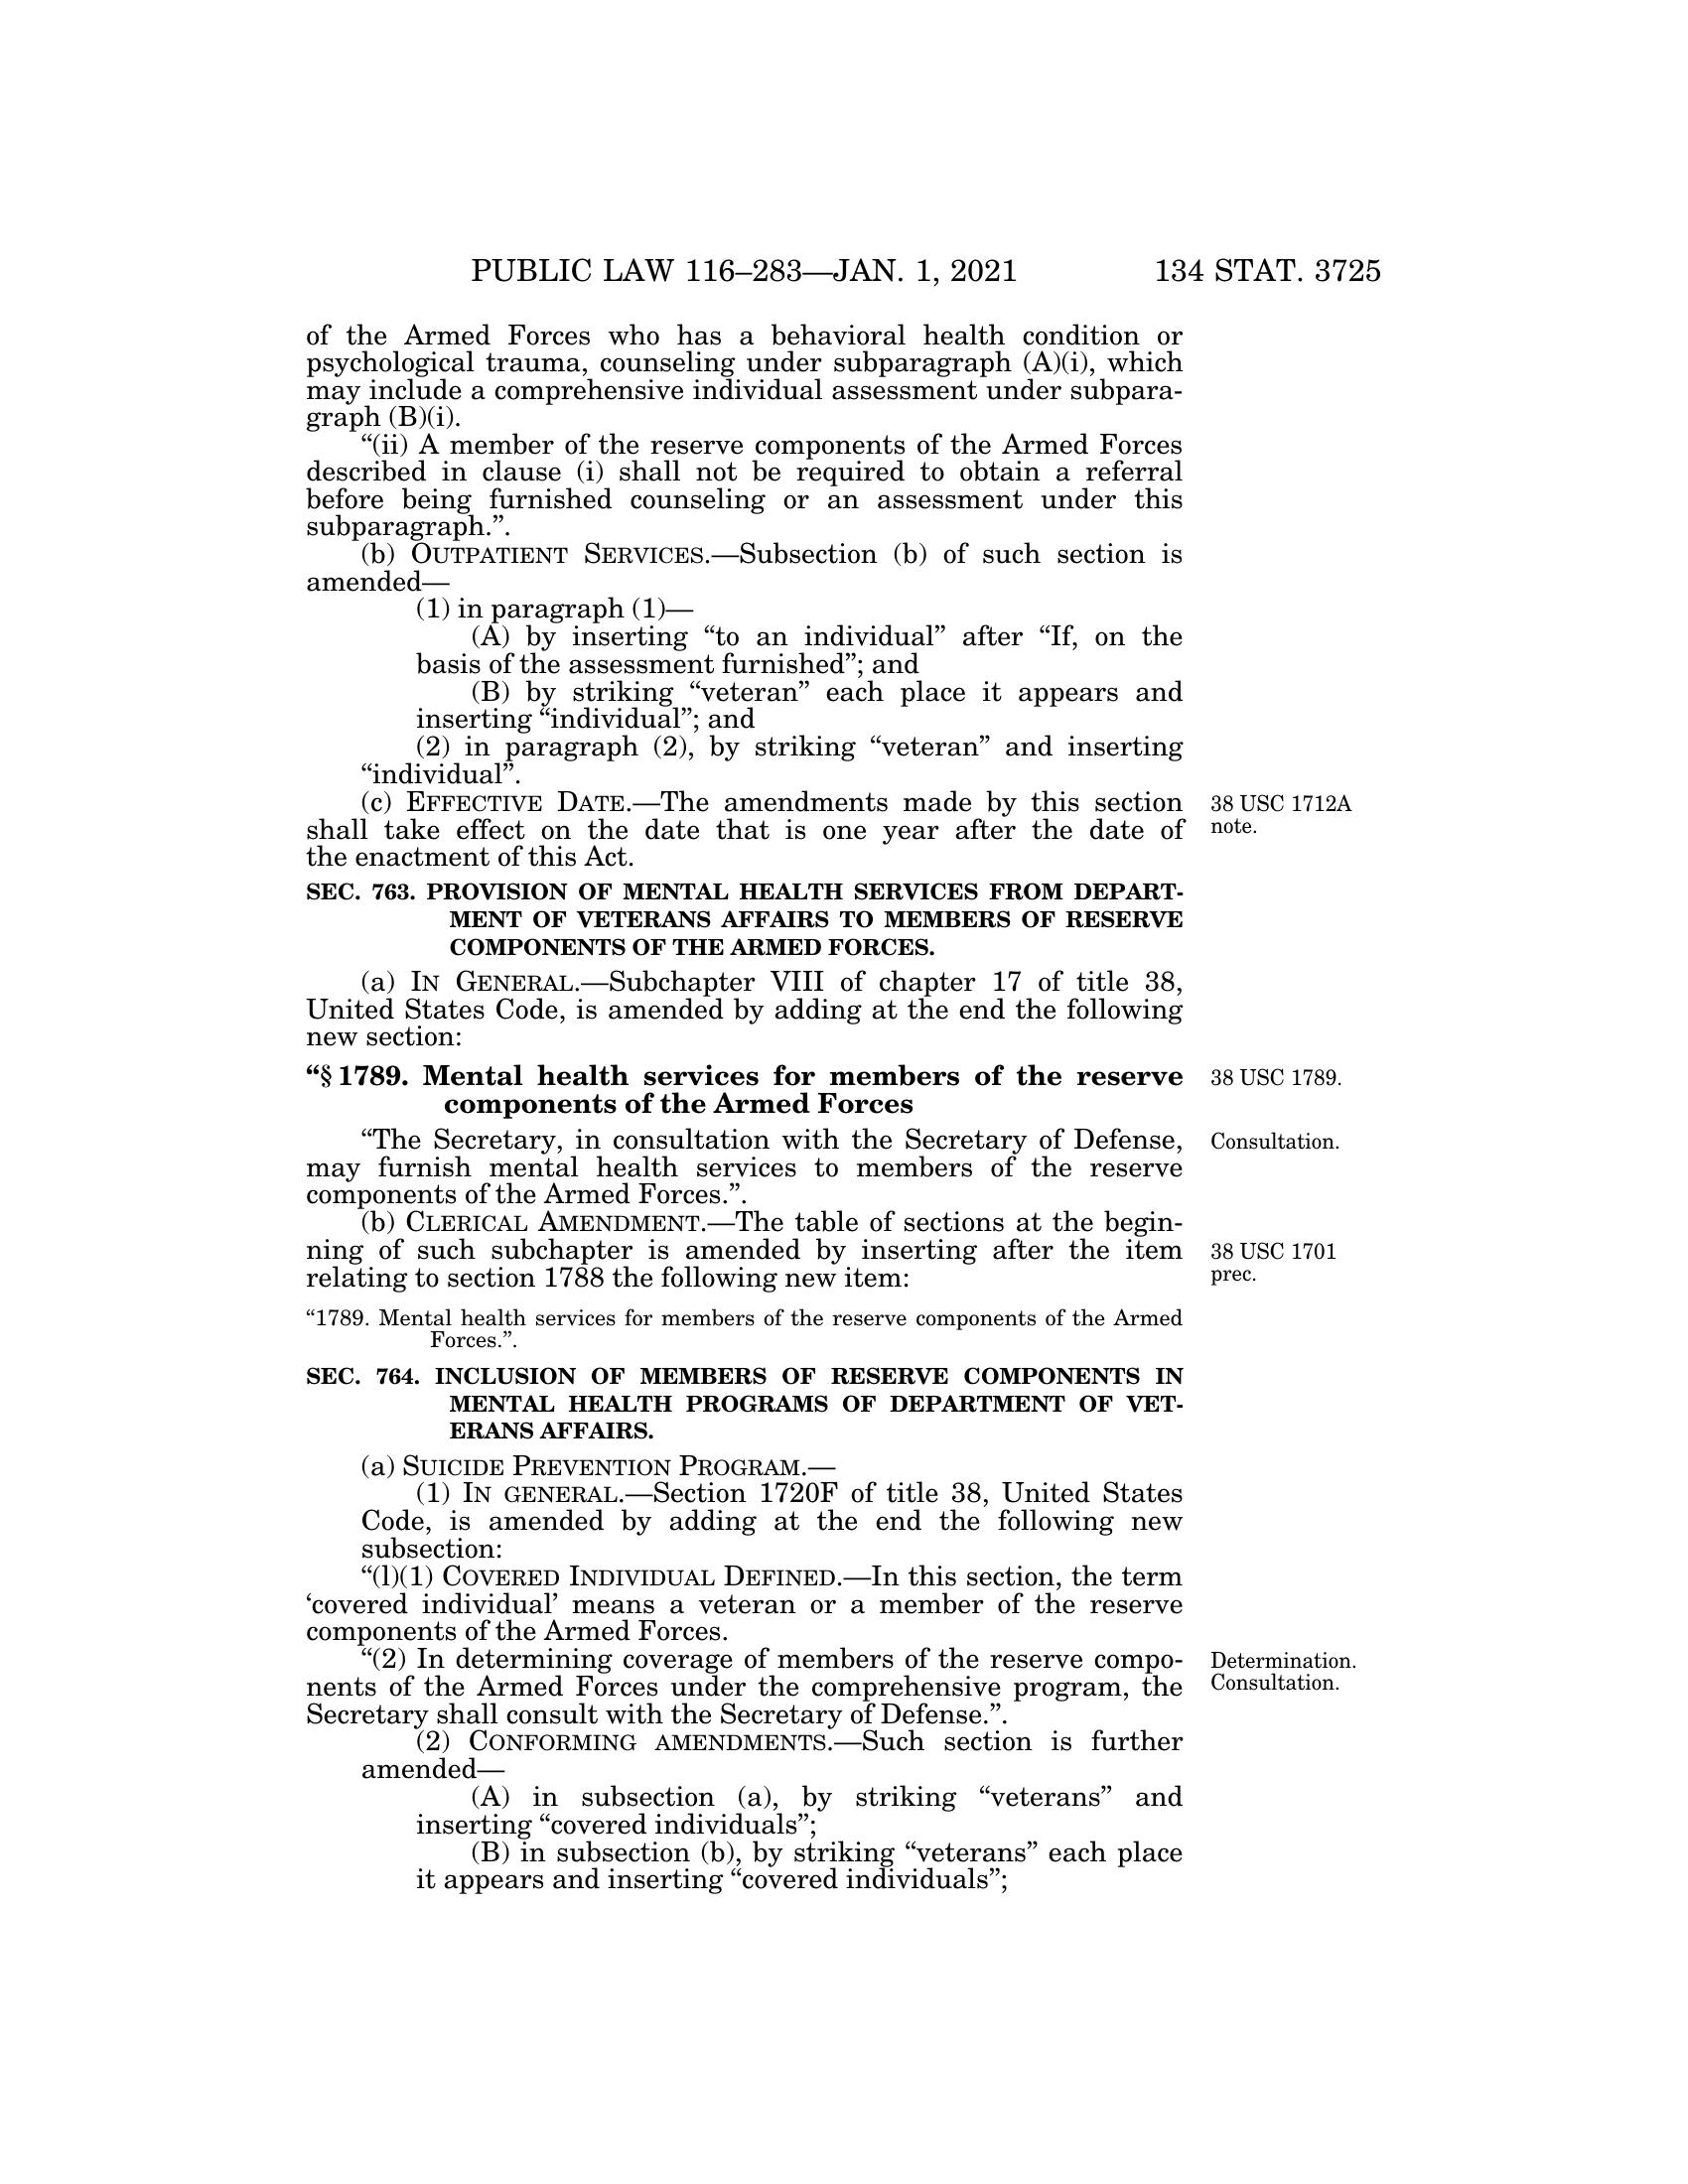 PUBLIC LAW 116–283—JAN. 1, 2021 134 STAT. 3725
of the Armed Forces who has a behavioral health condition or
psychological trauma, counseling under subparagraph (A)(i), which
may include a comprehensive individual assessment under subpara-
graph (B)(i).
“(ii) A member of the reserve components of the Armed Forces
described in clause (i) shall not be required to obtain a referral
before being furnished counseling or an assessment under this
subparagraph.”.
(b) OUTPATIENT SERVICES.—Subsection (b) of such section is
amended—
(1) in paragraph (1)—
(A) by inserting “to an individual” after “If, on the
basis of the assessment furnished”; and
(B) by striking “veteran” each place it appears and
inserting “individual”; and
(2) in paragraph (2), by striking “veteran” and inserting
“individual”.
(c) EFFECTIVE DATE.—The amendments made by this section
shall take effect on the date that is one year after the date of
the enactment of this Act.
38 USC 1712A
note.
SEC. 763. PROVISION OF MENTAL HEALTH SERVICES FROM DEPART-
MENT OF VETERANS AFFAIRS TO MEMBERS OF RESERVE
COMPONENTS OF THE ARMED FORCES.
(a) IN GENERAL.—Subchapter VIII of chapter 17 of title 38,
United States Code, is amended by adding at the end the following
new section:
“§ 1789. Mental health services for members of the reserve
components of the Armed Forces
38 USC 1789.
“The Secretary, in consultation with the Secretary of Defense,
may furnish mental health services to members of the reserve
components of the Armed Forces.”.
Consultation.
(b) CLERICAL AMENDMENT.—The table of sections at the begin-
ning of such subchapter is amended by inserting after the item
relating to section 1788 the following new item:
38 USC 1701
prec.
“1789. Mental health services for members of the reserve components of the Armed
Forces.”.
SEC. 764. INCLUSION OF MEMBERS OF RESERVE COMPONENTS IN
MENTAL HEALTH PROGRAMS OF DEPARTMENT OF VET-
ERANS AFFAIRS.
(a) SUICIDE PREVENTION PROGRAM.—
(1) IN GENERAL.—Section 1720F of title 38, United States
Code, is amended by adding at the end the following new
subsection:
“(l)(1) COVERED INDIVIDUAL DEFINED.—In this section, the term
‘covered individual’ means a veteran or a member of the reserve
components of the Armed Forces.
“(2) In determining coverage of members of the reserve compo-
nents of the Armed Forces under the comprehensive program, the
Secretary shall consult with the Secretary of Defense.”.
Determination.
Consultation.
(2) CONFORMING AMENDMENTS.—Such section is further
amended—
(A) in subsection (a), by striking “veterans” and
inserting “covered individuals”;
(B) in subsection (b), by striking “veterans” each place
it appears and inserting “covered individuals”;